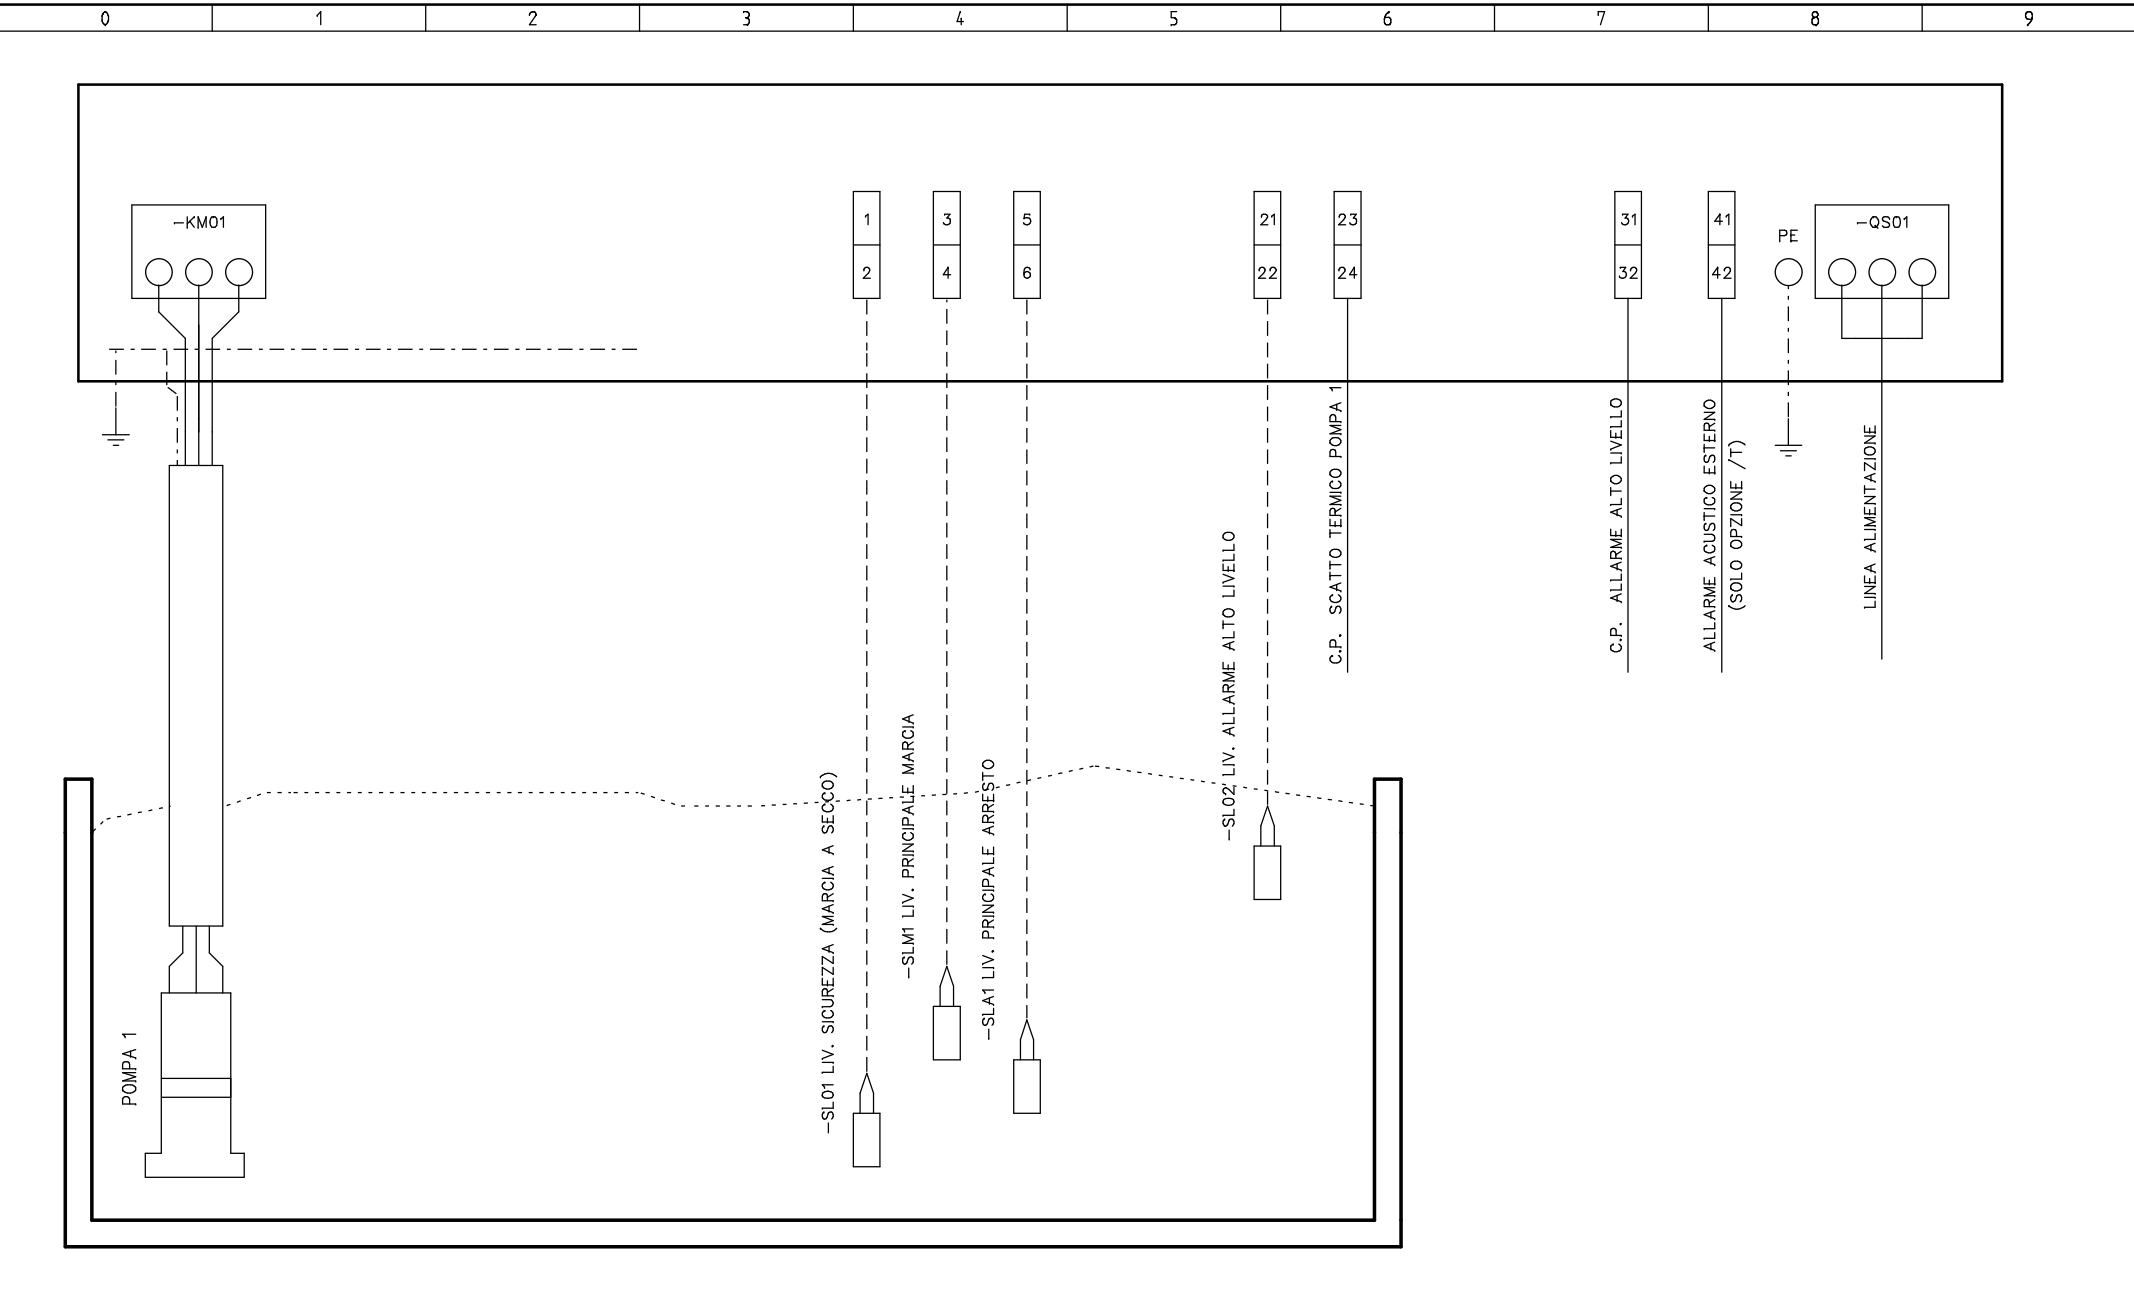 0 1 2 3 4 5 6 7 8 9
-KM01
1
2
3
4
5
6
21
22
23
24
31
32
41
42
PE
-QS01
C.P. SCATTO TERMICO POMPA 1
C.P. ALLARME ALTO LIVELLO
ALLARME ACUSTICO ESTERNO
(SOLO OPZIONE /T)
LINEA ALIMENTAZIONE
-SL01 LIV. SICUREZZA (MARCIA A SECCO)
-SLM1 LIV. PRINCIPALE MARCIA
-SLA1 LIV. PRINCIPALE ARRESTO
-SL02 LIV. ALLARME ALTO LIVELLO
POMPA 1